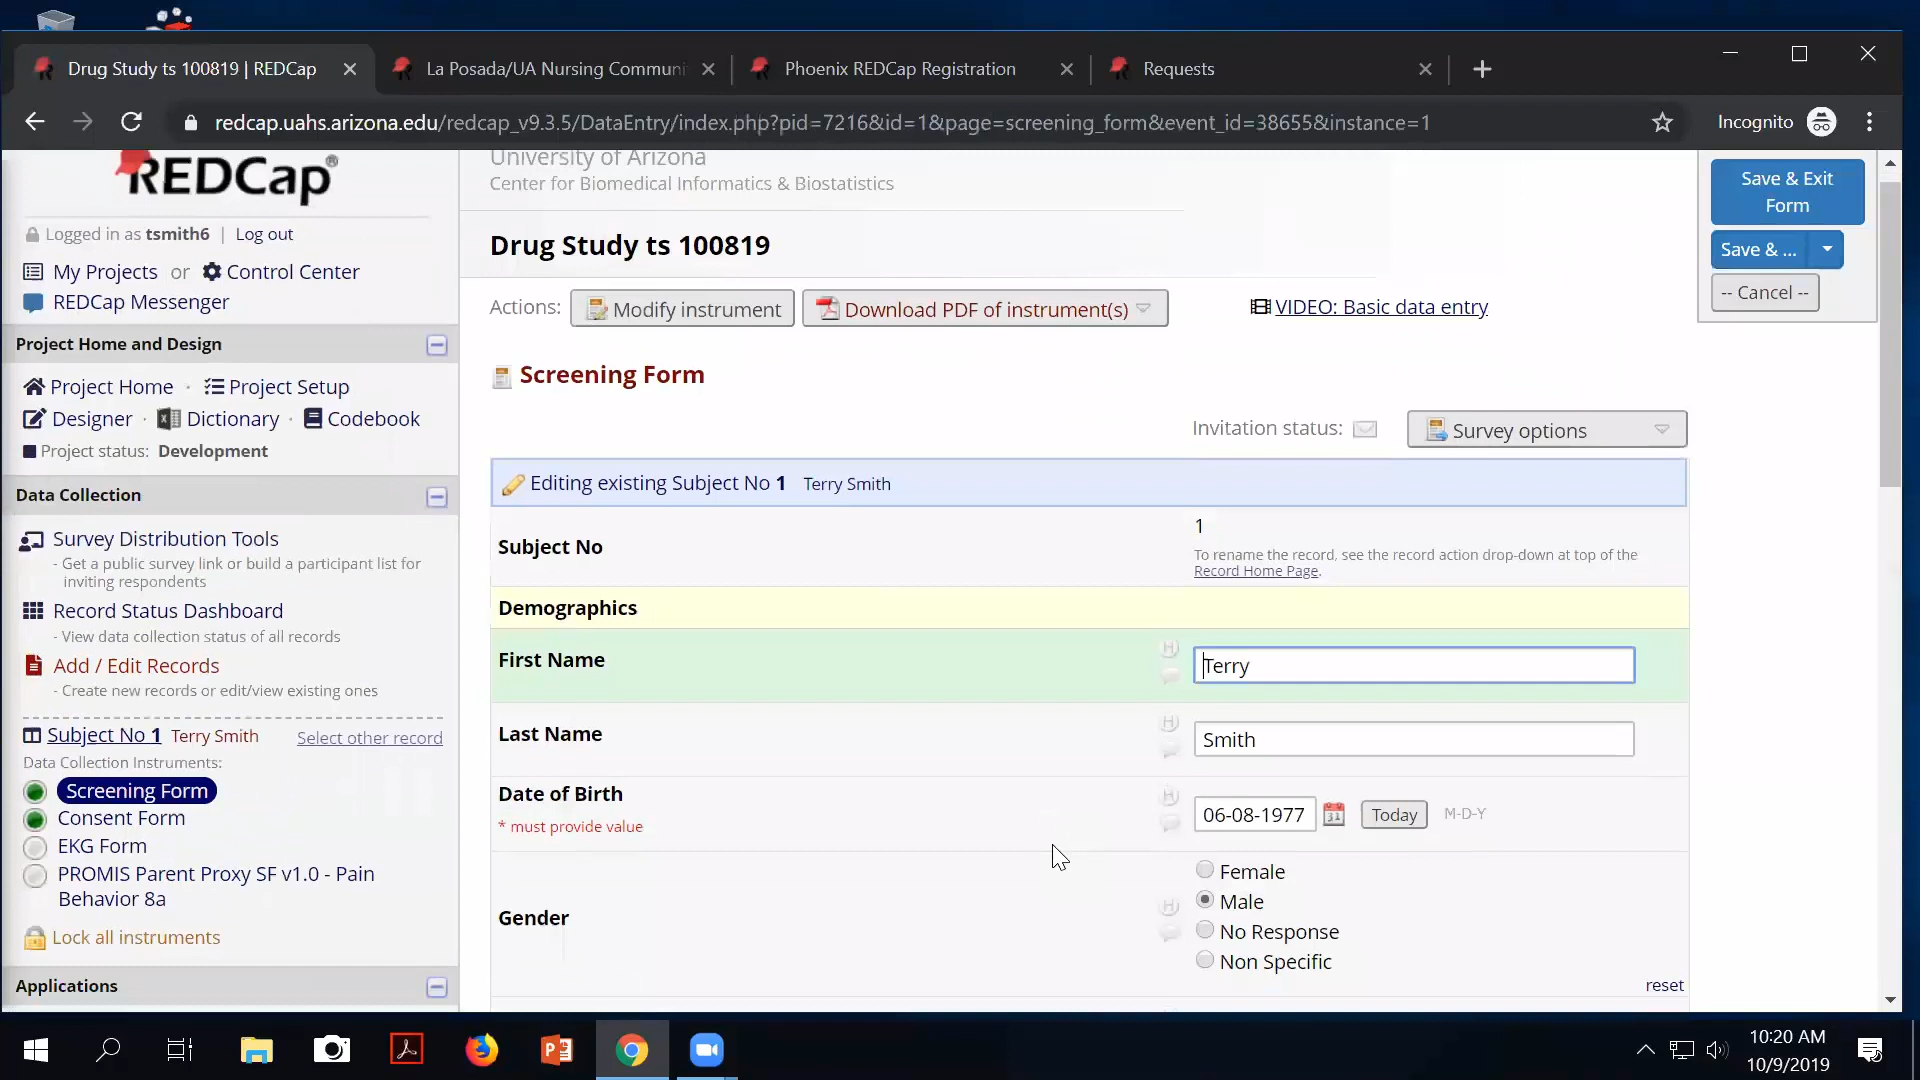 Drug Study ts 100819 | REDCap
La Posada/UA Nursing Communi
Phoenix REDCap Registration
Requests
redcap.uahs.arizona.edu/redcap_v9.3.5/DataEntry/index.php?pid=7216&id=1&page=screening_form&event_id=38655&instance=1
Incognito
REDCap®
Logged in as tsmith6 | Log out
My Projects or Control Center
REDCap Messenger
Project Home and Design
Project Home · Project Setup
Designer · Dictionary · Codebook
Project status: Development
Data Collection
Survey Distribution Tools
- Get a public survey link or build a participant list for
inviting respondents
Record Status Dashboard
- View data collection status of all records
Add / Edit Records
- Create new records or edit/view existing ones
Subject No 1 Terry Smith Select other record
Data Collection Instruments:
Screening Form
Consent Form
EKG Form
PROMIS Parent Proxy SF v1.0 - Pain
Behavior 8a
Lock all instruments
Applications
University of Arizona
Center for Biomedical Informatics & Biostatistics
Drug Study ts 100819
Actions: Modify instrument Download PDF of instrument(s) VIDEO: Basic data entry
Screening Form
Invitation status: Survey options
Editing existing Subject No 1 Terry Smith
Subject No
1
To rename the record, see the record action drop-down at top of the
Record Home Page.
Demographics
First Name
H
Terry
Last Name
H
Smith
Date of Birth
* must provide value
H
06-08-1977
31
Today
M-D-Y
Gender
H
Female
Male
No Response
Non Specific
reset
Save & Exit
Form
Save & ...
-- Cancel --
10:20 AM
10/9/2019